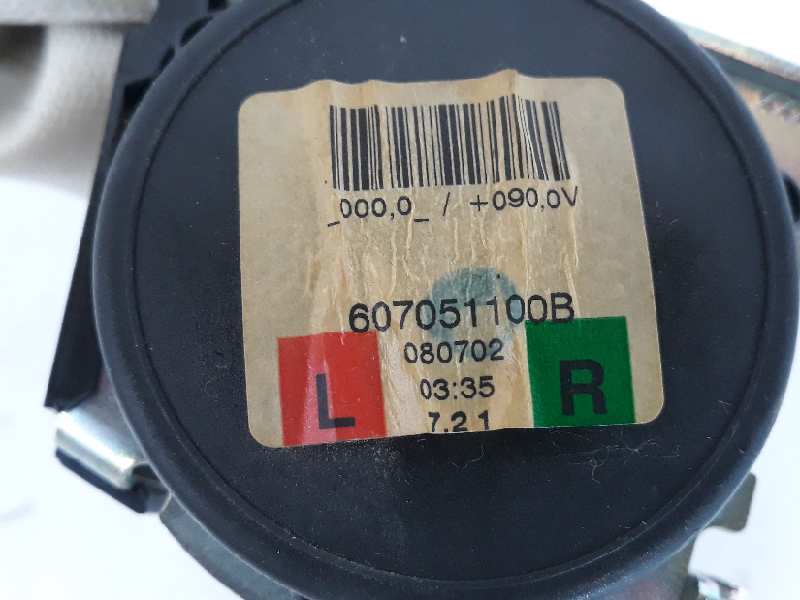 _000,0_ / +090,0V
607051100B
080702
L
03:35
R
7.2 1